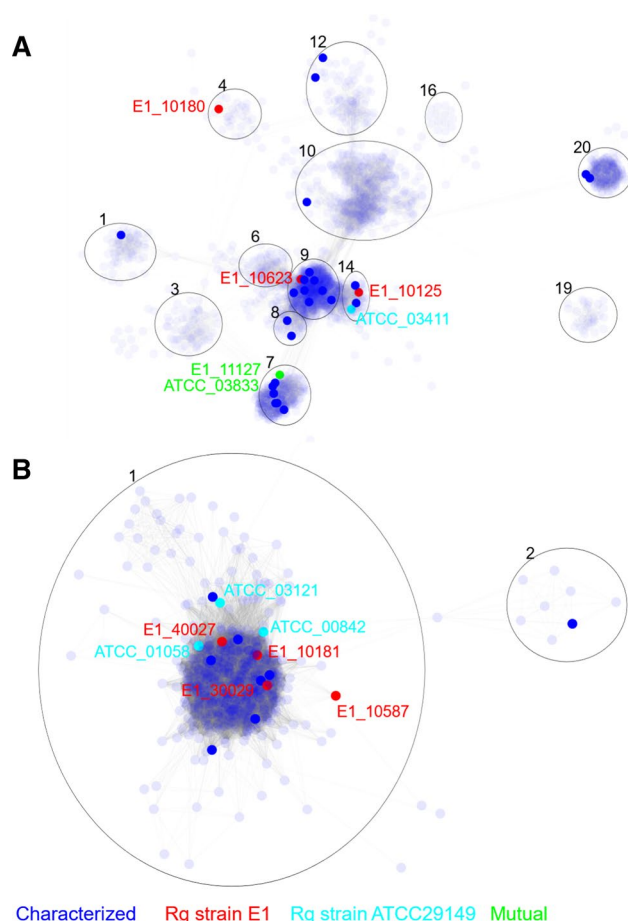 A
12
4
16
E1_10180
10
20
1
6
9
14
E1_10623
E1_10125
19
3
8
ATCC_03411
E1_11127
7
ATCC_03833
B
1
2
ATCC_03121
E1_40027
ATCC_00842
ATCC_01058
E1_10181
E1_30029
E1_10587
Characterized Rg strain E1 Rg strain ATCC29149 Mutual